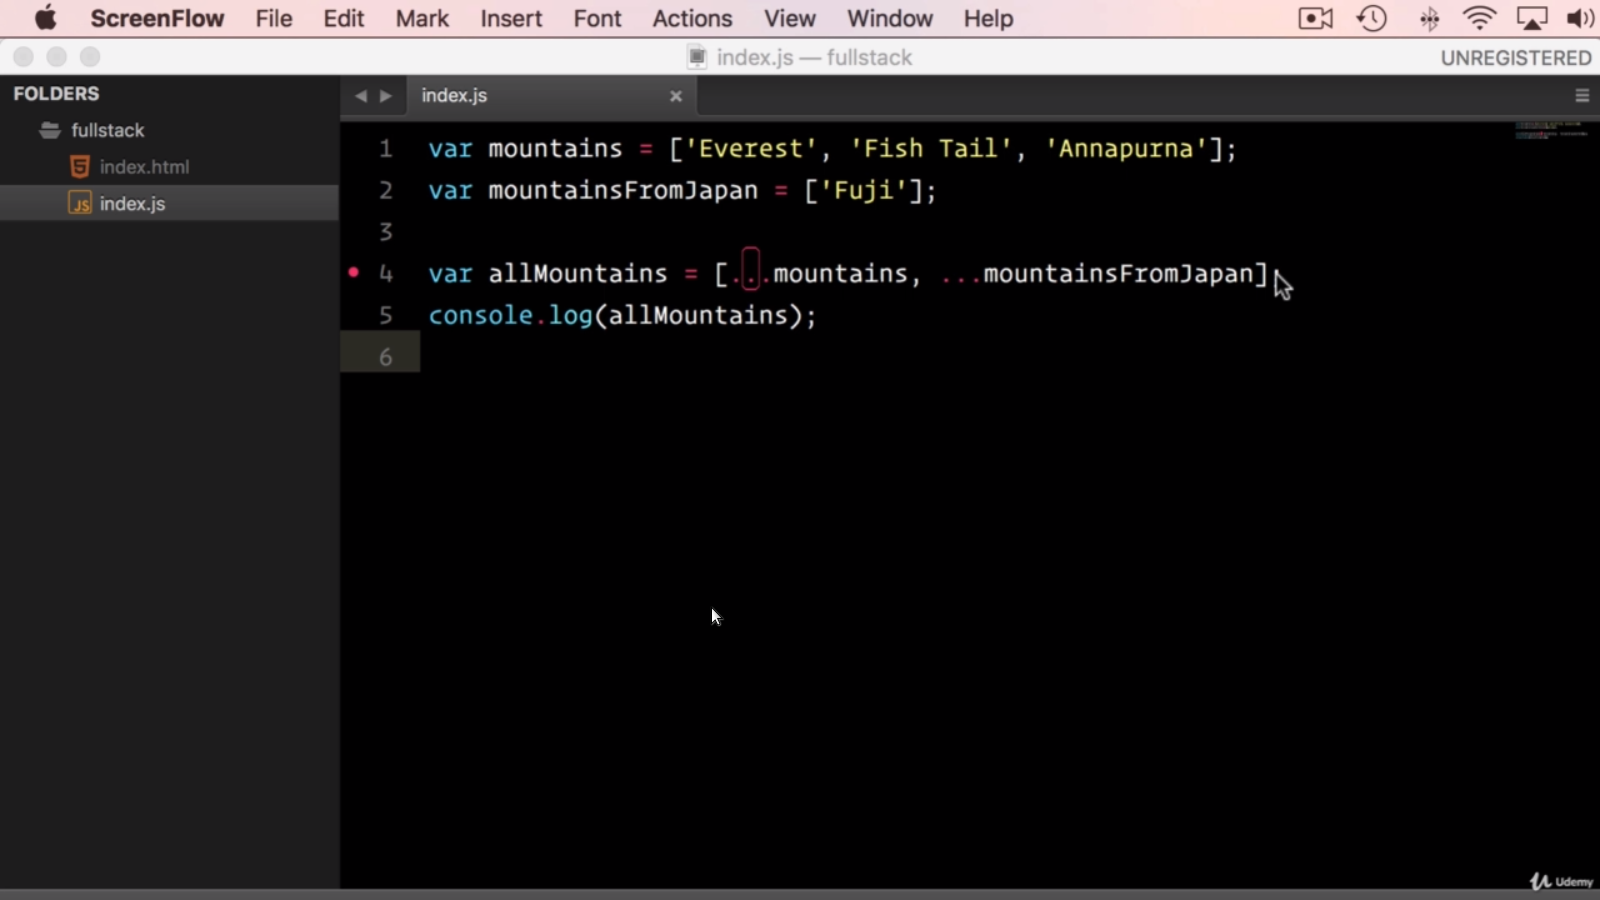 ScreenFlow File Edit Mark Insert Font Actions View Window Help
index.js — fullstack
UNREGISTERED
FOLDERS
fullstack
index.html
index.js
index.js
1 var mountains = ['Everest', 'Fish Tail', 'Annapurna'];
2 var mountainsFromJapan = ['Fuji'];
3
4 var allMountains = [...mountains, ...mountainsFromJapan];
5 console.log(allMountains);
6
Udemy